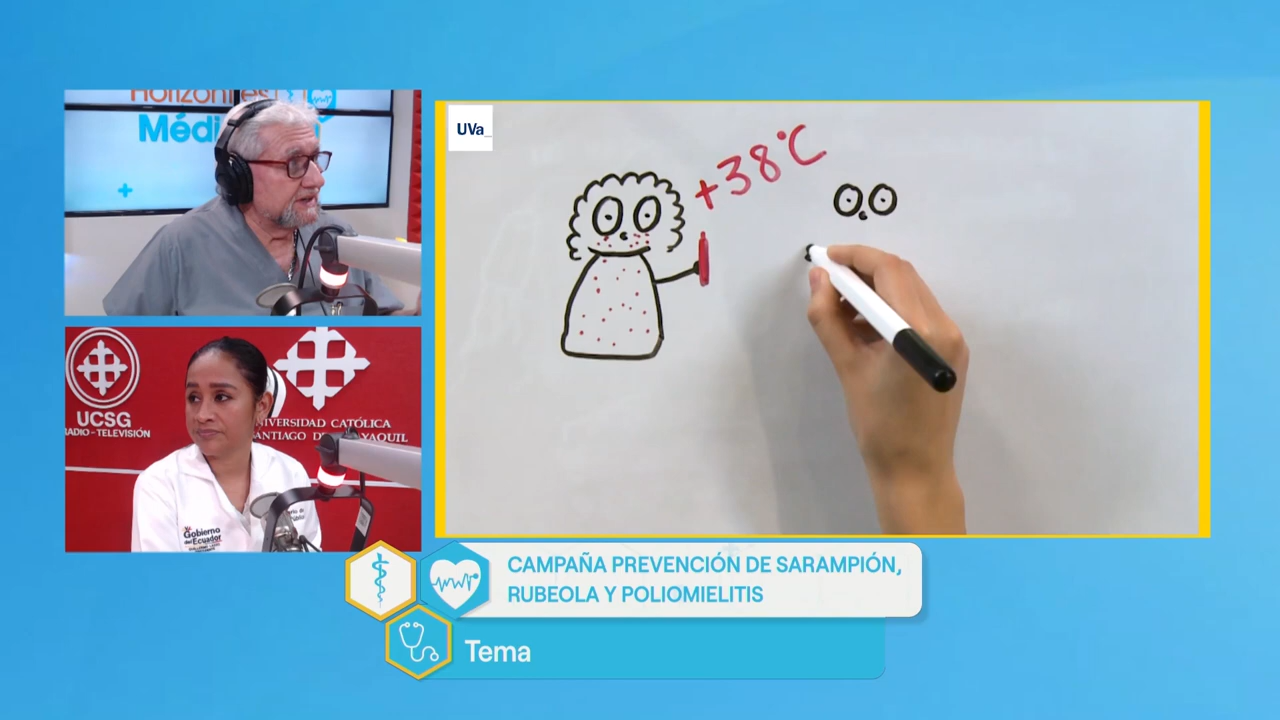 Horizontes
Médi
UVa_
+38°C
UCSG
RADIO-TELEVISIÓN
UNIVERSIDAD CATÓLICA
SANTIAGO DE GUAYAQUIL
Gobierno
del Ecuador
CAMPAÑA PREVENCIÓN DE SARAMPIÓN,
RUBEOLA Y POLIOMIELITIS
Tema